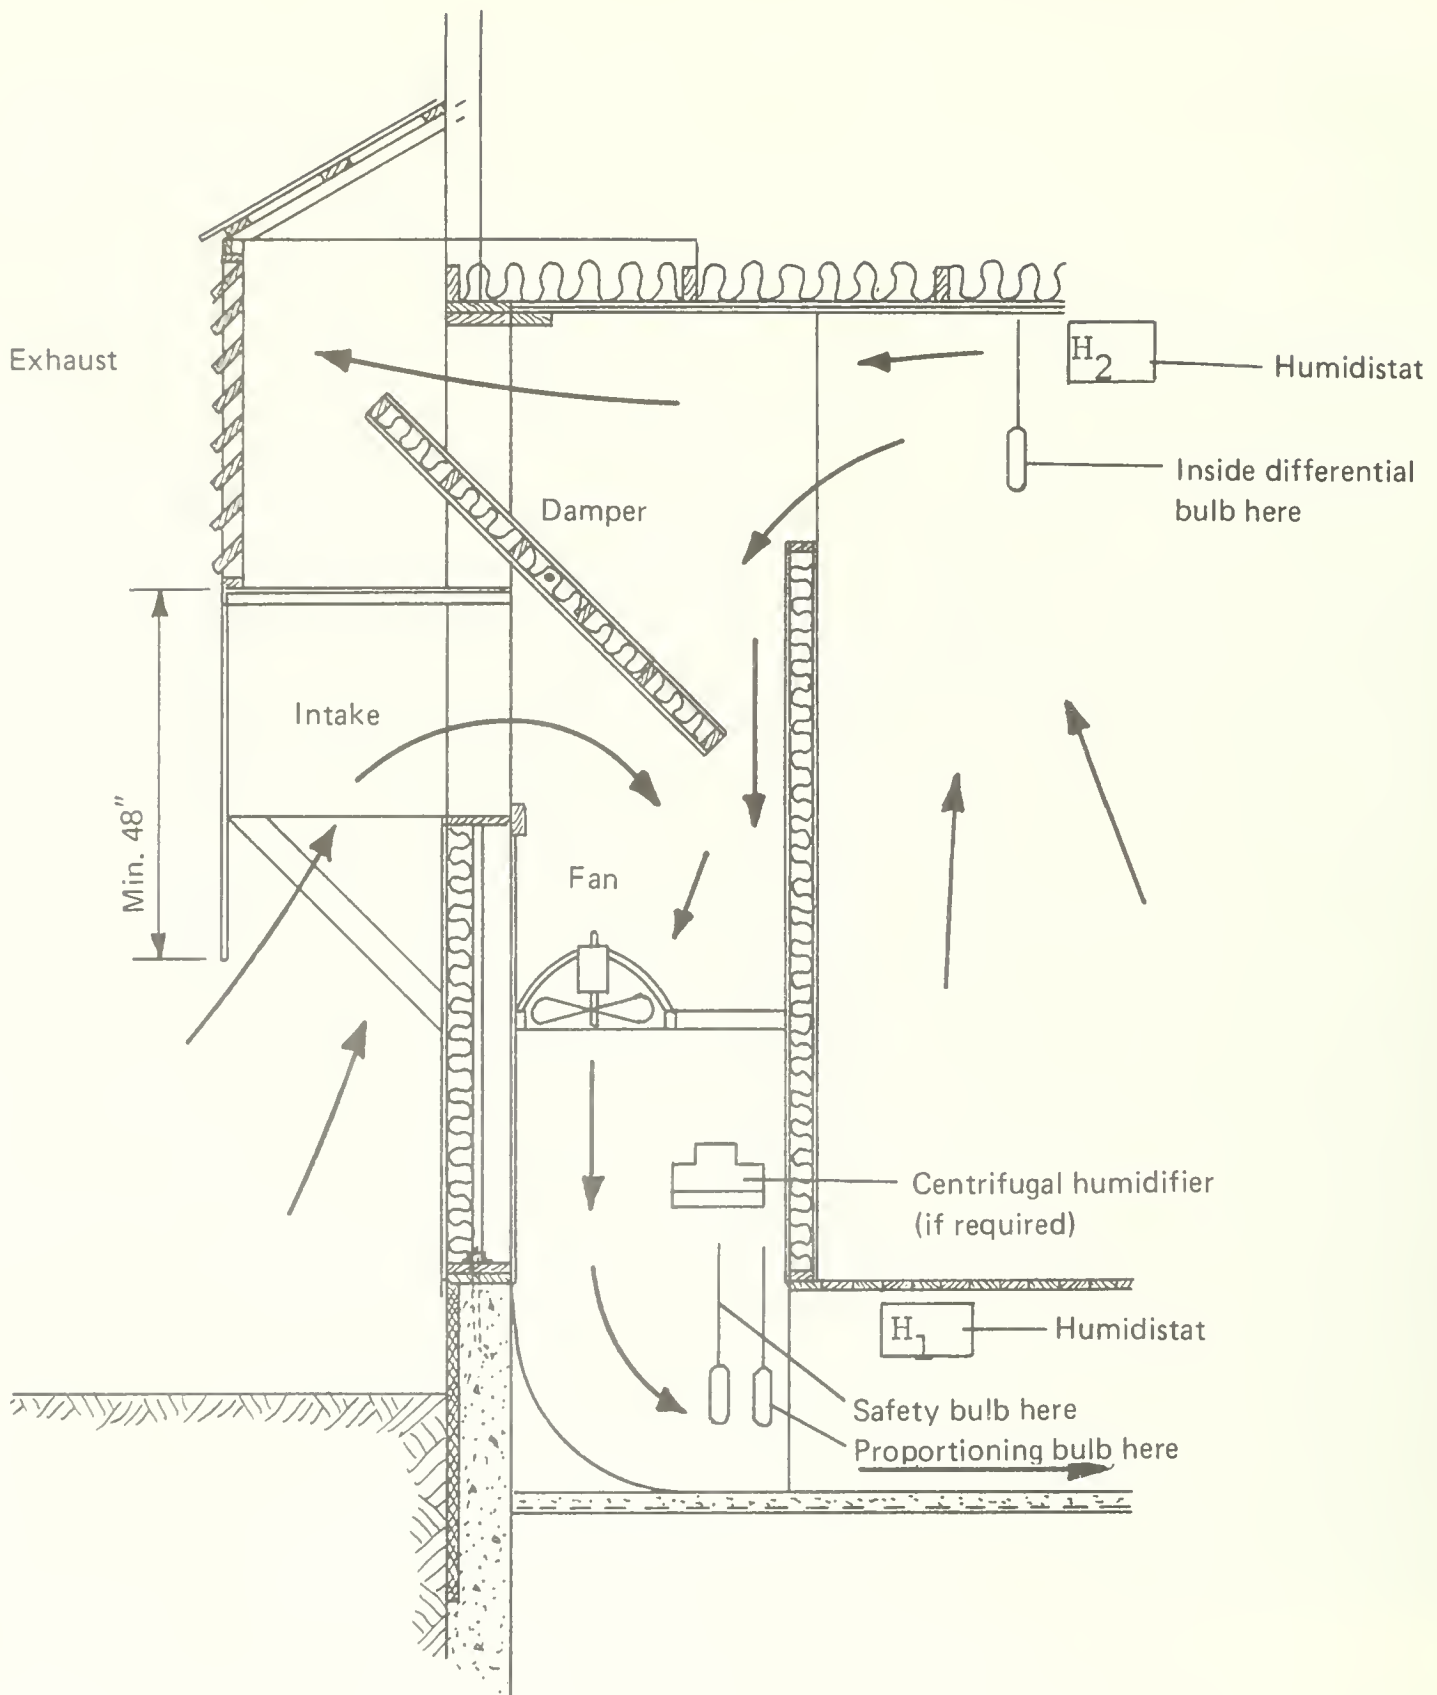 Exhaust
H2
Humidistat
Inside differential
bulb here
Damper
Intake
Min. 48"
Fan
Centrifugal humidifier
(if required)
H1
Humidistat
Safety bulb here
Proportioning bulb here